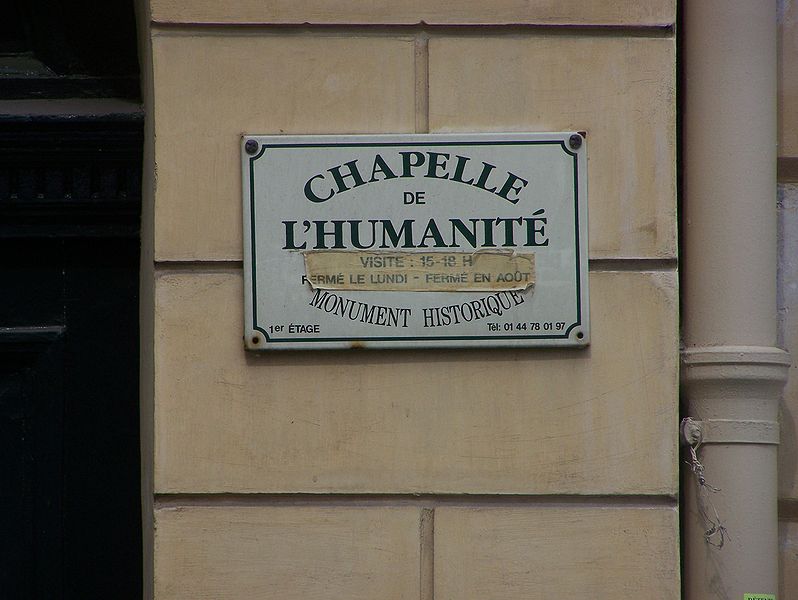 CHAPELLE
DE
L'HUMANITÉ
VISITE : 15-18 H
FERMÉ LE LUNDI - FERMÉ EN AOÛT
MONUMENT HISTORIQUE
1er ÉTAGE
Tél: 01 44 78 01 97